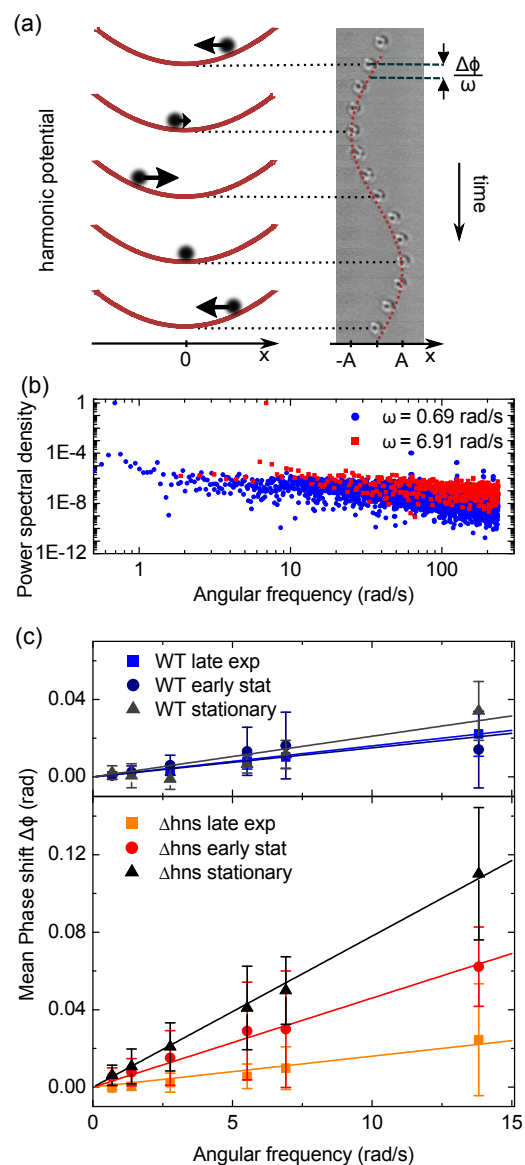 (a)
harmonic potential
Δϕ
ω
time
0
x
-A
A
x
(b)
Power spectral density
1
1E-4
1E-8
1E-12
ω = 0.69 rad/s
ω = 6.91 rad/s
1
10
100
Angular frequency (rad/s)
(c)
Mean Phase shift Δϕ (rad)
0.04
0.00
WT late exp
WT early stat
WT stationary
0.12
0.08
0.04
0.00
Δhns late exp
Δhns early stat
Δhns stationary
0
5
10
15
Angular frequency (rad/s)